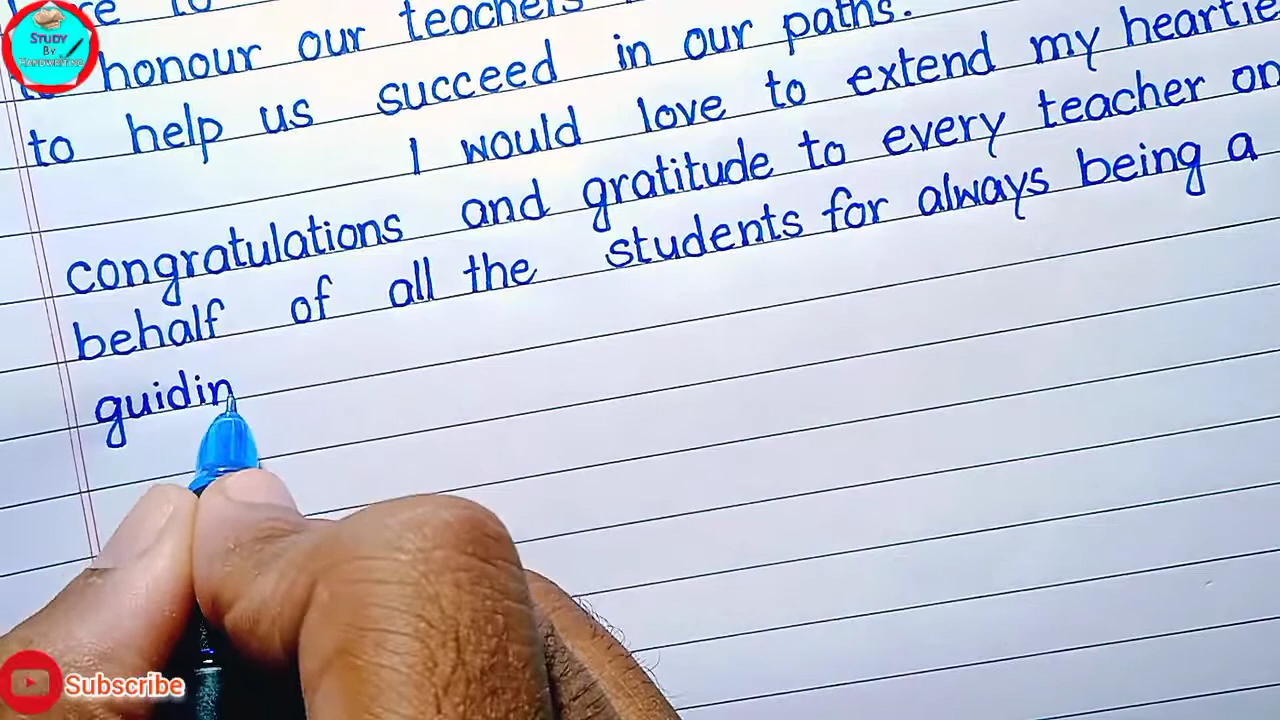 STUDY
By
HANDWRITING
to
honour our teachers
to help us succeed in our paths.
I would love to extend my heartie
congratulations and gratitude to every teacher on
behalf of all the students for always being a
guidin
Subscribe